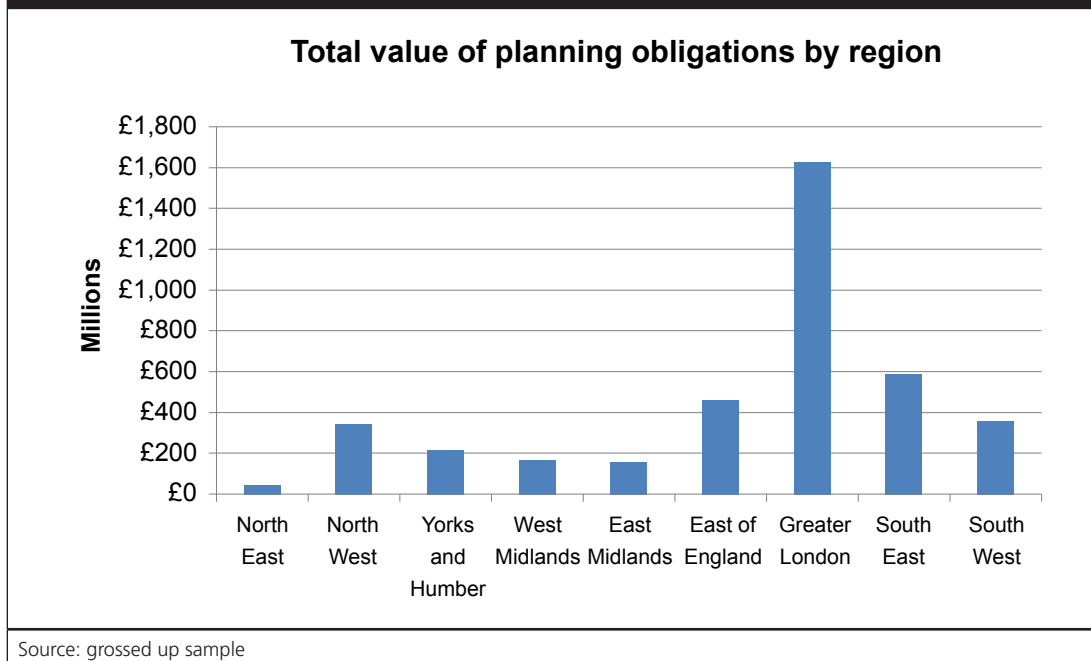 Total value of planning obligations by region
£1,800
£1,600
£1,400
£1,200
£1,000
£800
£600
£400
£200
£0
Millions
North East
North West
Yorks and Humber
West Midlands
East Midlands
East of England
Greater London
South East
South West
Source: grossed up sample